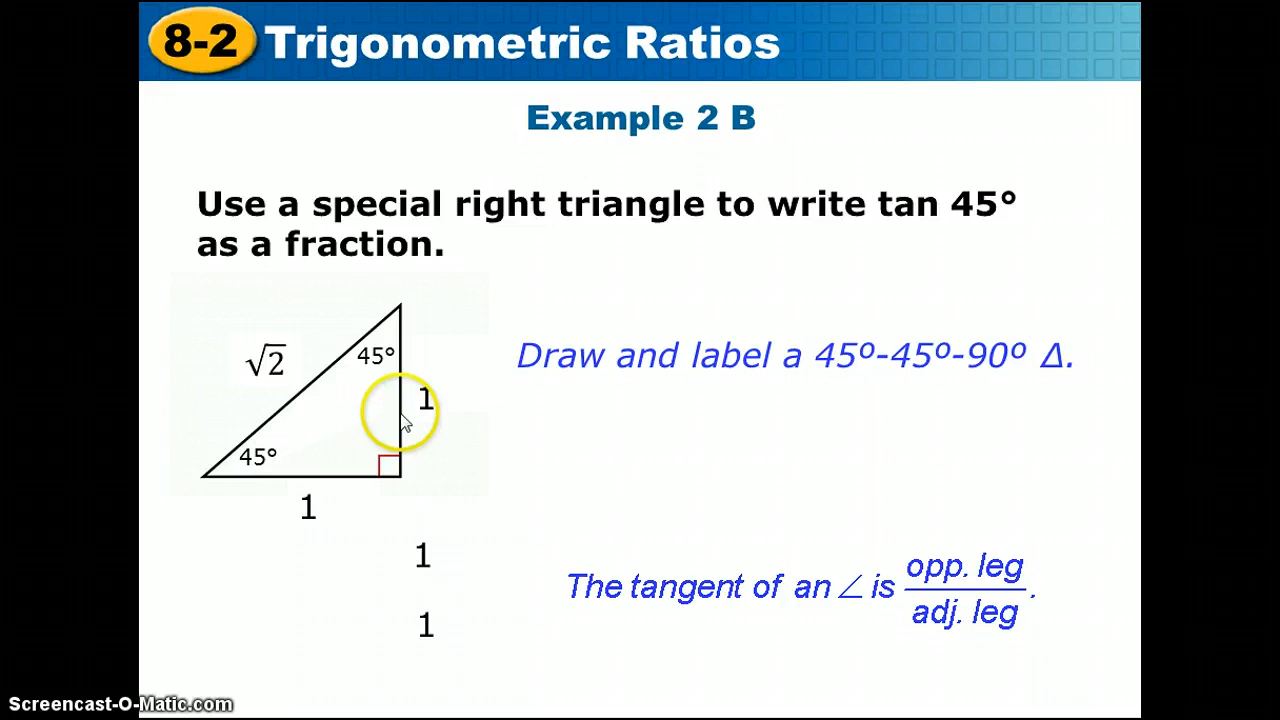 8-2 Trigonometric Ratios
Example 2 B
Use a special right triangle to write tan 45°
as a fraction.
√2
45°
Draw and label a 45º-45º-90º Δ.
1
45°
1
1
The tangent of an ∠ is opp. leg / adj. leg.
1
Screencast-O-Matic.com